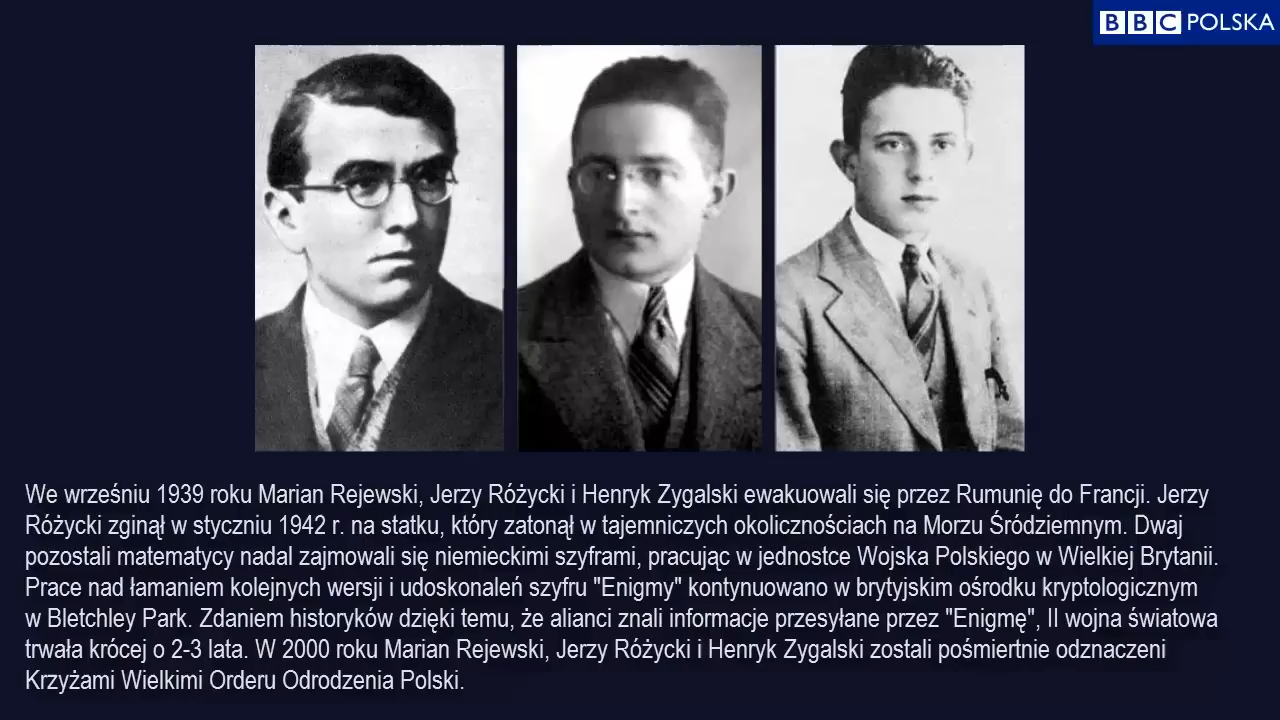 BBC POLSKA
We wrześniu 1939 roku Marian Rejewski, Jerzy Różycki i Henryk Zygalski ewakuowali się przez Rumunię do Francji. Jerzy
Różycki zginął w styczniu 1942 r. na statku, który zatonął w tajemniczych okolicznościach na Morzu Śródziemnym. Dwaj
pozostali matematycy nadal zajmowali się niemieckimi szyframi, pracując w jednostce Wojska Polskiego w Wielkiej Brytanii.
Prace nad łamaniem kolejnych wersji i udoskonaleń szyfru "Enigmy" kontynuowano w brytyjskim ośrodku kryptologicznym
w Bletchley Park. Zdaniem historyków dzięki temu, że alianci znali informacje przesyłane przez "Enigmę", II wojna światowa
trwała krócej o 2-3 lata. W 2000 roku Marian Rejewski, Jerzy Różycki i Henryk Zygalski zostali pośmiertnie odznaczeni
Krzyżami Wielkimi Orderu Odrodzenia Polski.